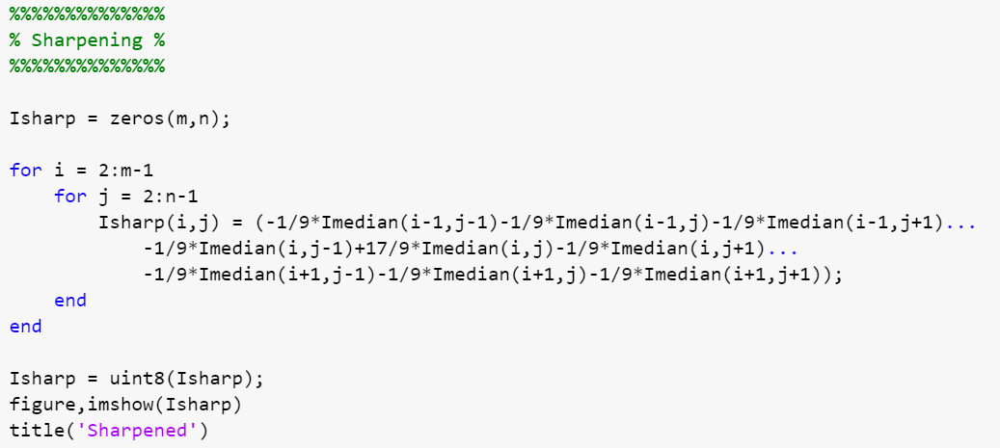 %%%%%%%%%%%%%%
% Sharpening %
%%%%%%%%%%%%%%
Isharp = zeros(m,n);
for i = 2:m-1
for j = 2:n-1
Isharp(i,j) = (-1/9*Imedian(i-1,j-1)-1/9*Imedian(i-1,j)-1/9*Imedian(i-1,j+1)...
-1/9*Imedian(i,j-1)+17/9*Imedian(i,j)-1/9*Imedian(i,j+1)...
-1/9*Imedian(i+1,j-1)-1/9*Imedian(i+1,j)-1/9*Imedian(i+1,j+1));
end
end
Isharp = uint8(Isharp);
figure,imshow(Isharp)
title('Sharpened')